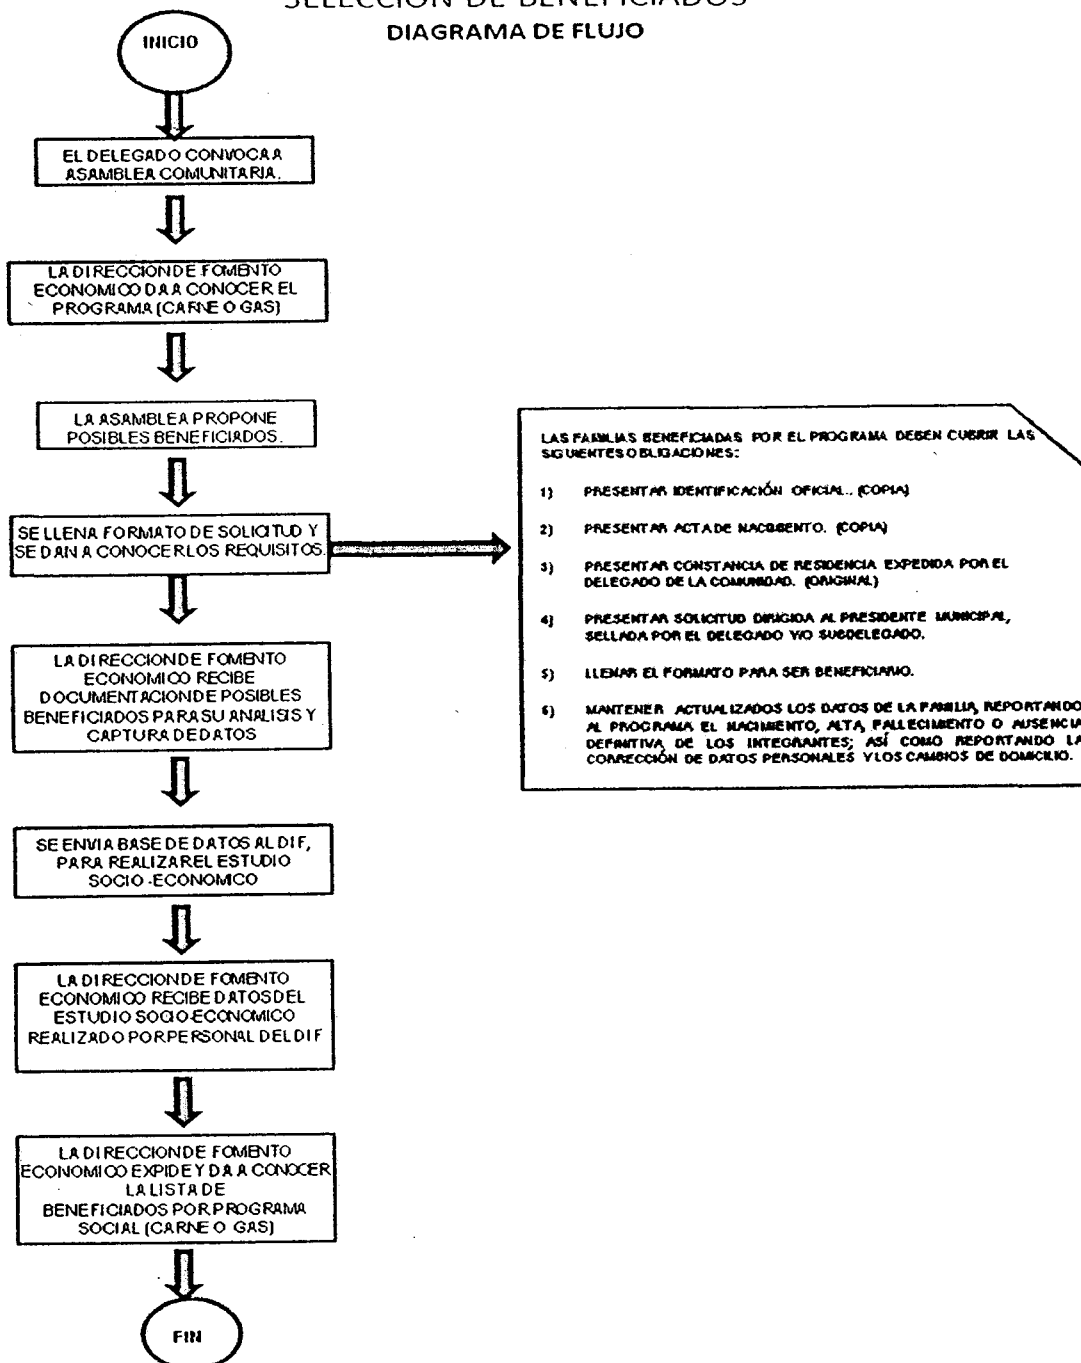 SELECCIÓN DE BENEFICIADOS
DIAGRAMA DE FLUJO
INICIO
EL DELEGADO CONVOCA A
ASAMBLEA COMUNITARIA.
LA DIRECCION DE FOMENTO
ECONOMICO DA A CONOCER EL
PROGRAMA (CARNE O GAS)
LA ASAMBLEA PROPONE
POSIBLES BENEFICIADOS.
SE LLENA FORMATO DE SOLICITUD Y
SE DAN A CONOCER LOS REQUISITOS.
LAS FAMILIAS BENEFICIADAS POR EL PROGRAMA DEBEN CUBRIR LAS
SIGUIENTES OBLIGACIONES:
1) PRESENTAR IDENTIFICACIÓN OFICIAL.. (COPIA)
2) PRESENTAR ACTA DE NACIMIENTO. (COPIA)
3) PRESENTAR CONSTANCIA DE RESIDENCIA EXPEDIDA POR EL
DELEGADO DE LA COMUNIDAD. (ORIGINAL)
4) PRESENTAR SOLICITUD DIRIGIDA AL PRESIDENTE MUNICIPAL,
SELLADA POR EL DELEGADO Y/O SUBDELEGADO.
5) LLENAR EL FORMATO PARA SER BENEFICIARIO.
6) MANTENER ACTUALIZADOS LOS DATOS DE LA FAMILIA, REPORTANDO
AL PROGRAMA EL NACIMIENTO, ALTA, FALLECIMIENTO O AUSENCIA
DEFINITIVA DE LOS INTEGRANTES; ASÍ COMO REPORTANDO LA
CORRECCIÓN DE DATOS PERSONALES Y LOS CAMBIOS DE DOMICILIO.
LA DIRECCION DE FOMENTO
ECONOMICO RECIBE
DOCUMENTACION DE POSIBLES
BENEFICIADOS PARA SU ANALISIS Y
CAPTURA DE DATOS
SE ENVIA BASE DE DATOS AL DIF,
PARA REALIZAR EL ESTUDIO
SOCIO-ECONOMICO
LA DIRECCION DE FOMENTO
ECONOMICO RECIBE DATOS DEL
ESTUDIO SOCIO-ECONOMICO
REALIZADO POR PERSONAL DEL DIF
LA DIRECCION DE FOMENTO
ECONOMICO EXPIDE Y DA A CONOCER
LA LISTA DE
BENEFICIADOS POR PROGRAMA
SOCIAL (CARNE O GAS)
FIN